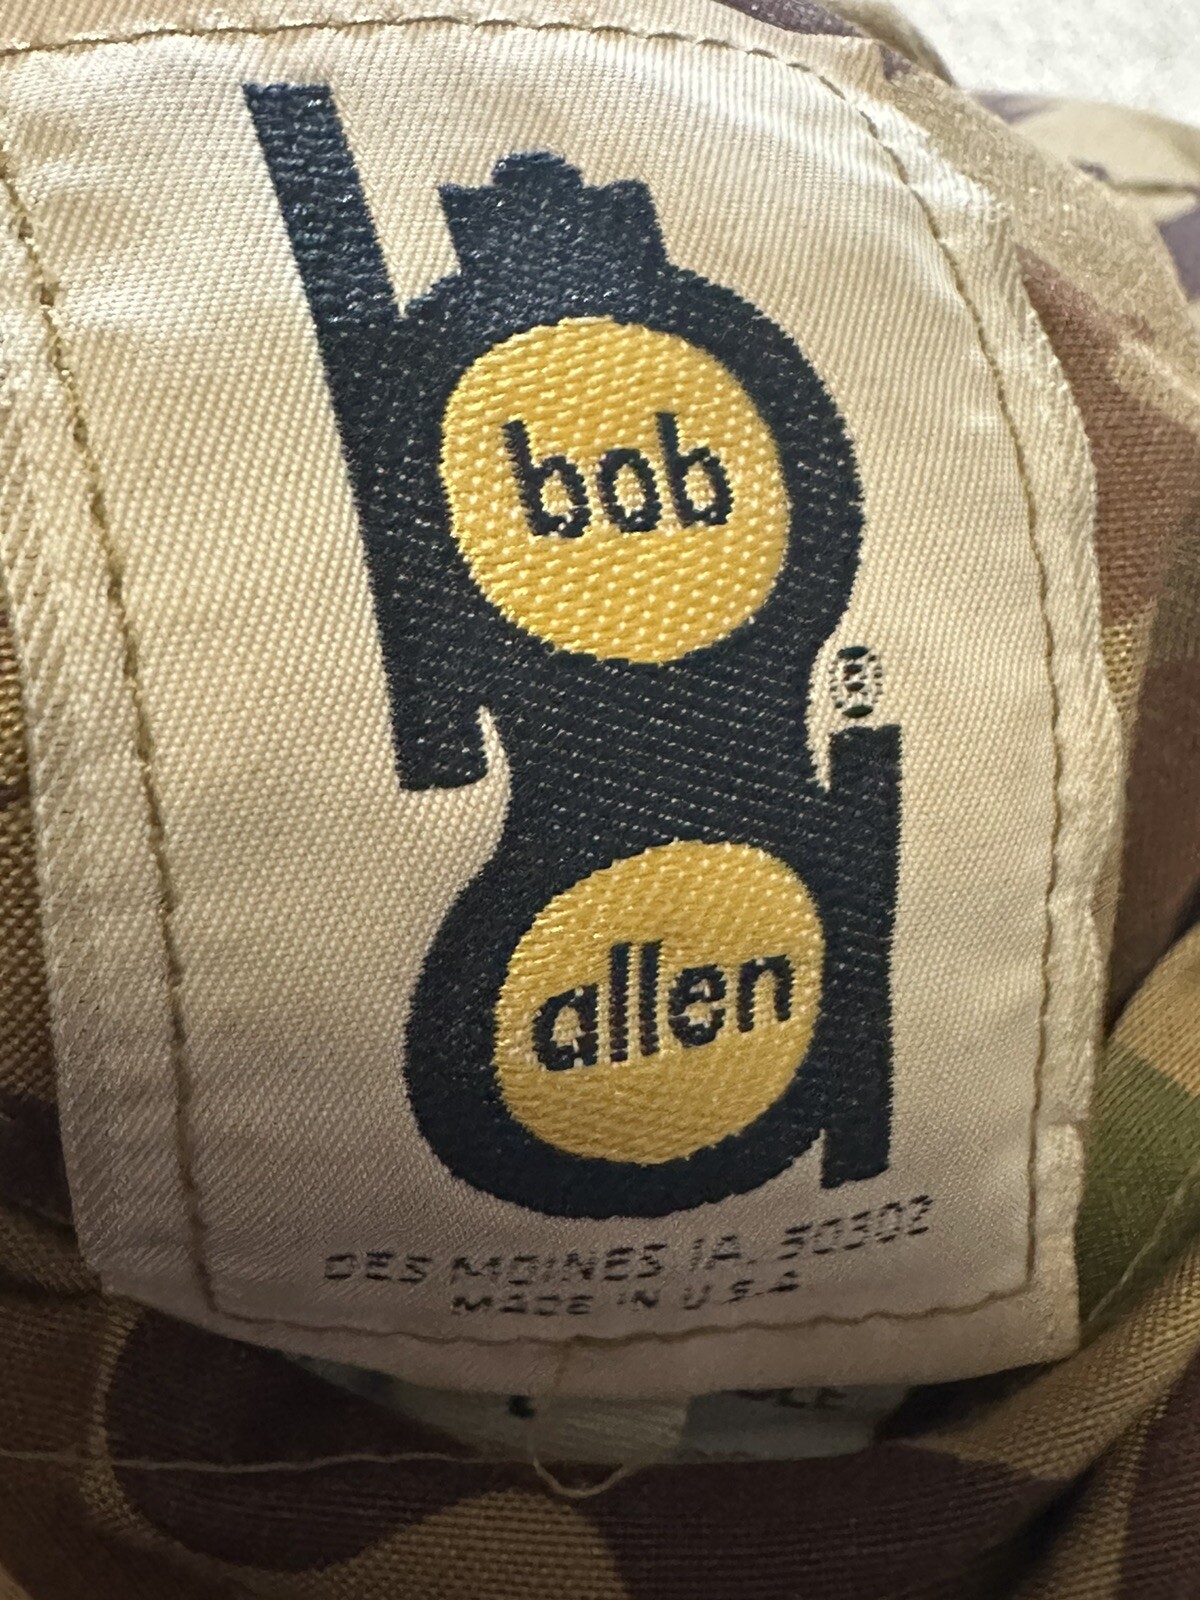 bob
®
allen
DES MOINES IA. 50302
MADE IN U.S.A